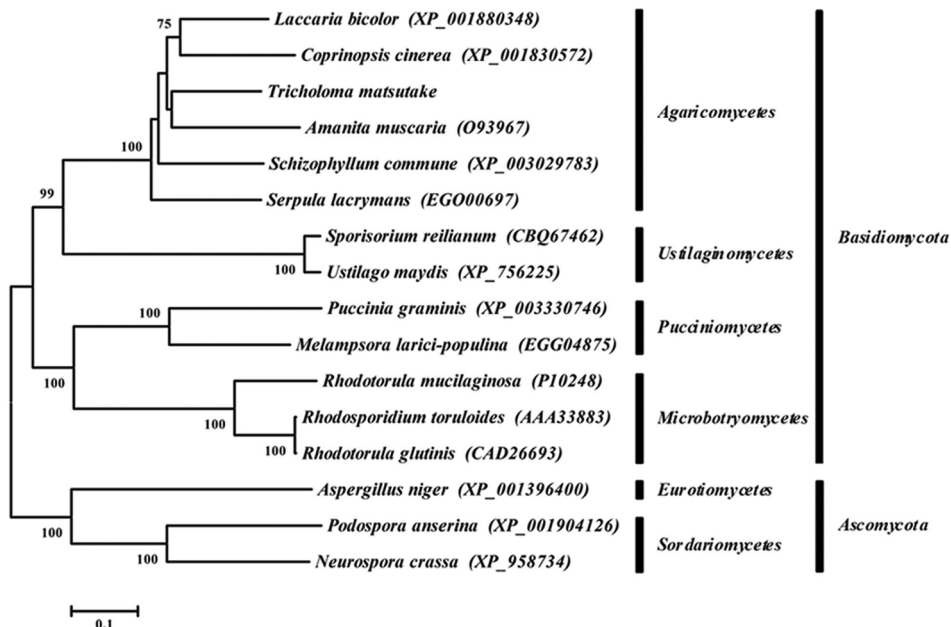 75
Laccaria bicolor (XP_001880348)
Coprinopsis cinerea (XP_001830572)
Tricholoma matsutake
Amanita muscaria (O93967)
Agaricomycetes
100
Schizophyllum commune (XP_003029783)
99
Serpula lacrymans (EGO00697)
Sporisorium reilianum (CBQ67462)
Basidiomycota
Ustilaginomycetes
100
Ustilago maydis (XP_756225)
Puccinia graminis (XP_003330746)
100
Pucciniomycetes
Melampsora larici-populina (EGG04875)
100
Rhodotorula mucilaginosa (P10248)
100
Rhodosporidium toruloides (AAA33883)
Microbotryomycetes
100
Rhodotorula glutinis (CAD26693)
Aspergillus niger (XP_001396400)
Eurotiomycetes
100
Podospora anserina (XP_001904126)
Ascomycota
Sordariomycetes
100
Neurospora crassa (XP_958734)
0.1